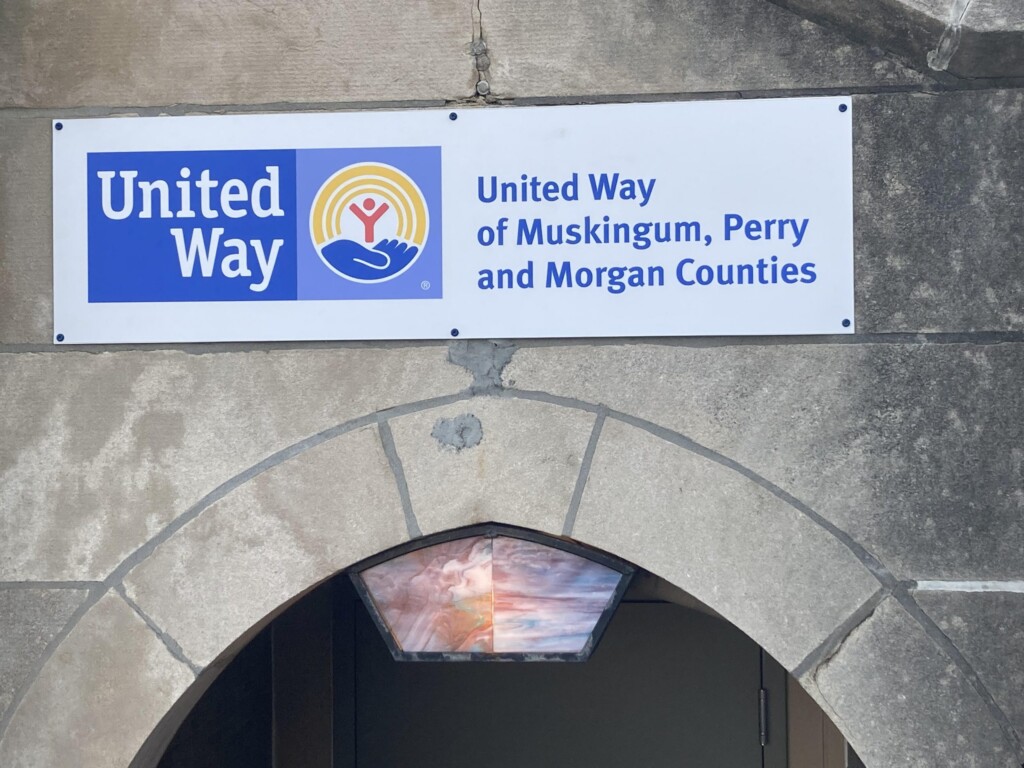 United
Way
®
United Way
of Muskingum, Perry
and Morgan Counties